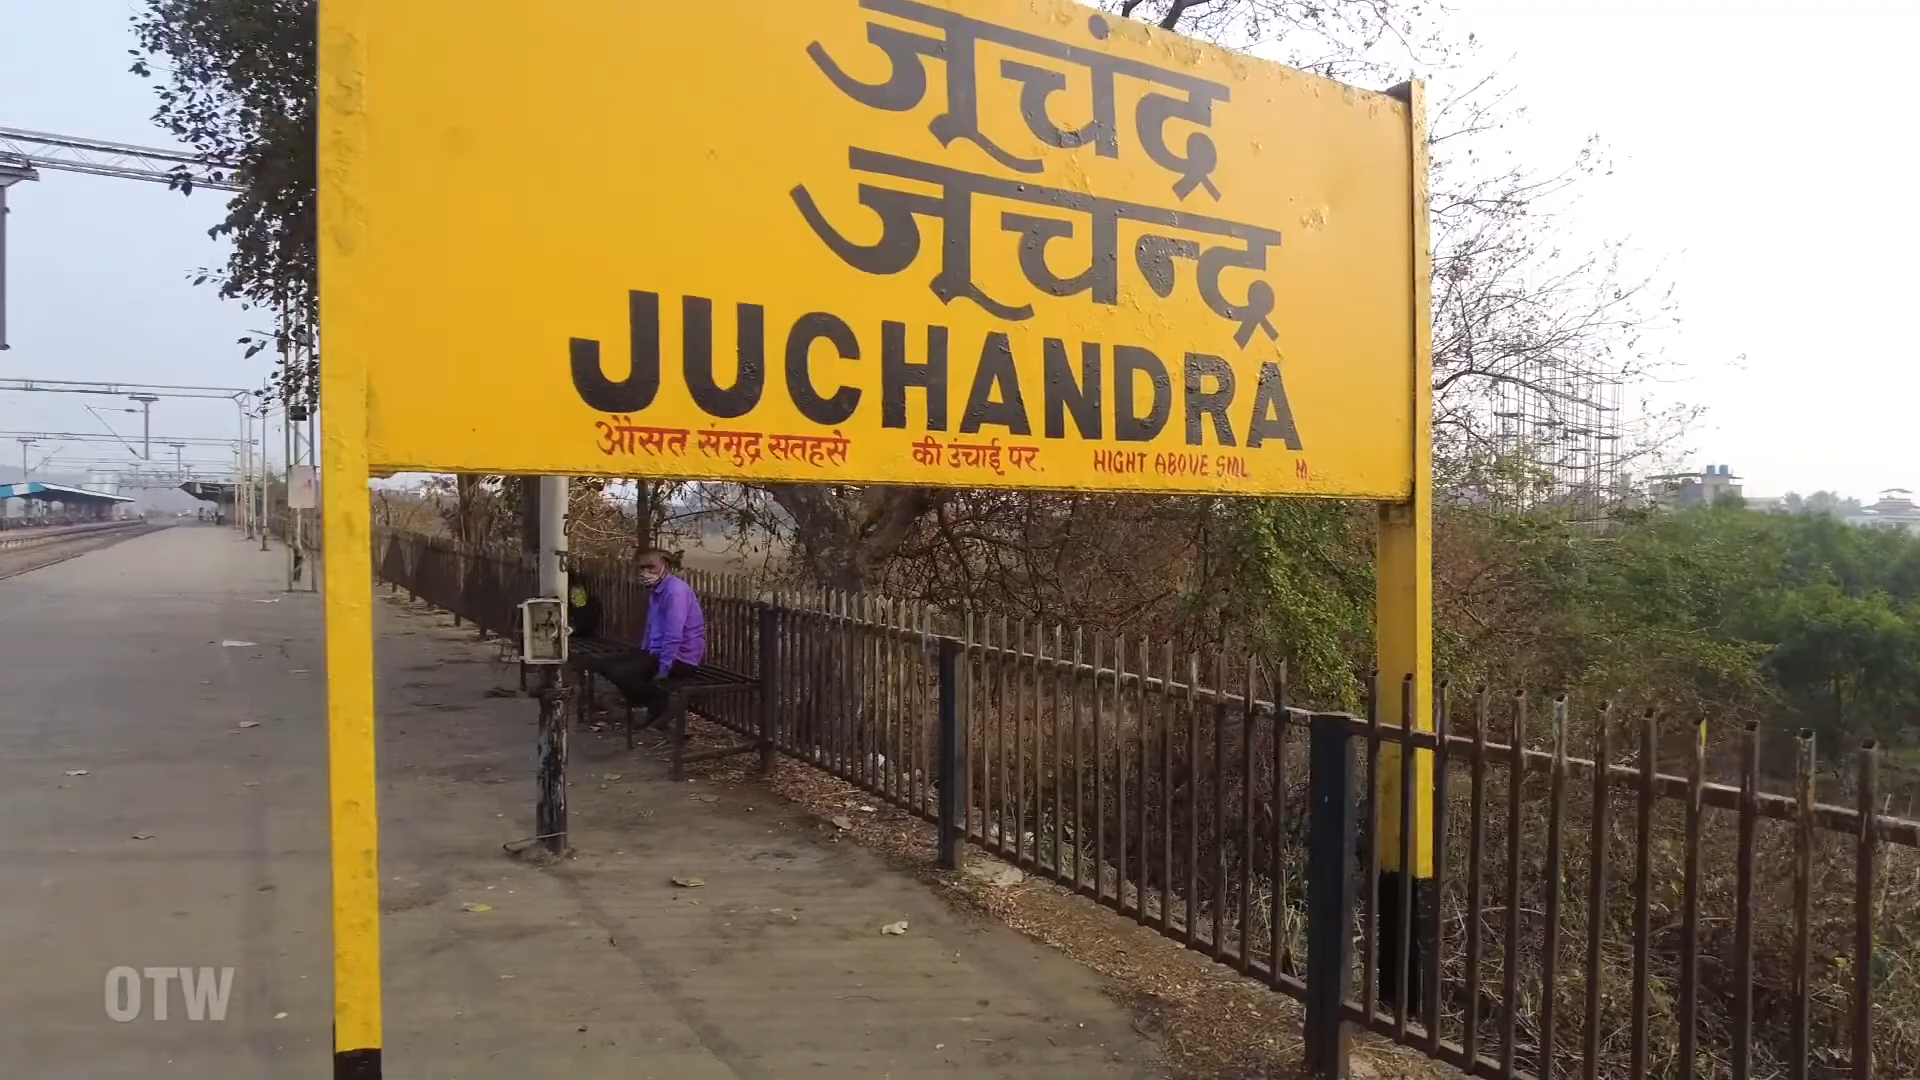 जूचंद्र
जूचन्द्र
JUCHANDRA
औसत संमुद्र सतहसे की उंचाई पर. HIGHT ABOVE SML M.
OTW